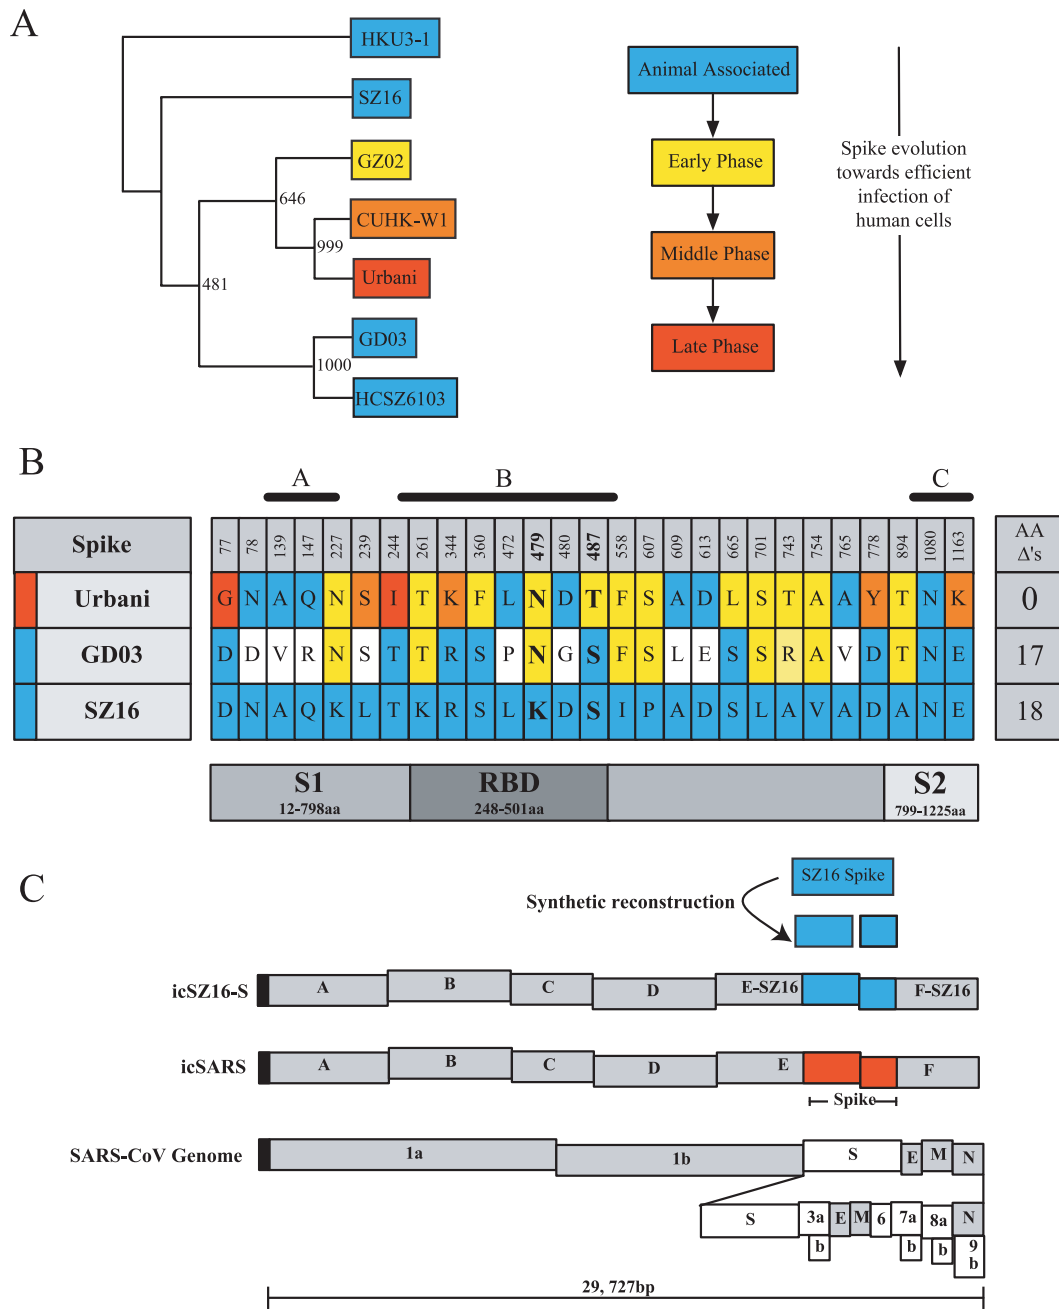 A
HKU3-1
SZ16
GZ02
646
CUHK-W1
999
Urbani
481
GD03
1000
HCSZ6103
Animal Associated
Early Phase
Middle Phase
Late Phase
Spike evolution
towards efficient
infection of
human cells
B
A B C
Spike 77 78 139 147 227 239 244 261 344 360 472 479 480 487 558 607 609 613 665 701 743 754 765 778 894 1080 1163 AA Δ's
Urbani G N A Q N S I T K F L N D T F S A D L S T A A Y T N K 0
GD03 D D V R N S T T R S P N G S F S L E S S R A V D T N E 17
SZ16 D N A Q K L T K R S L K D S I P A D S L A V A D A N E 18
S1 RBD S2
12-798aa 248-501aa 799-1225aa
C
SZ16 Spike
Synthetic reconstruction
icSZ16-S A B C D E-SZ16 F-SZ16
icSARS A B C D E F
Spike
SARS-CoV Genome 1a 1b S E M N
S 3a E M 6 7a 8a N
b b b 9b
29, 727bp